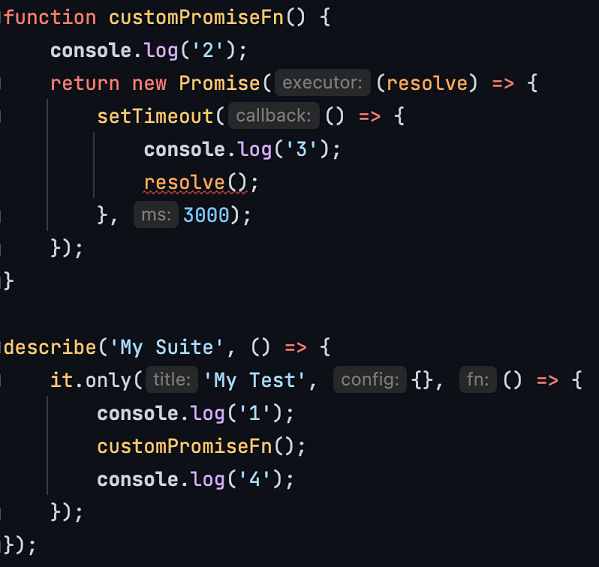 function customPromiseFn() {
console.log('2');
return new Promise( executor: (resolve) => {
setTimeout( callback: () => {
console.log('3');
resolve();
}, ms: 3000);
});
}
describe('My Suite', () => {
it.only( title: 'My Test', config: {}, fn: () => {
console.log('1');
customPromiseFn();
console.log('4');
});
});